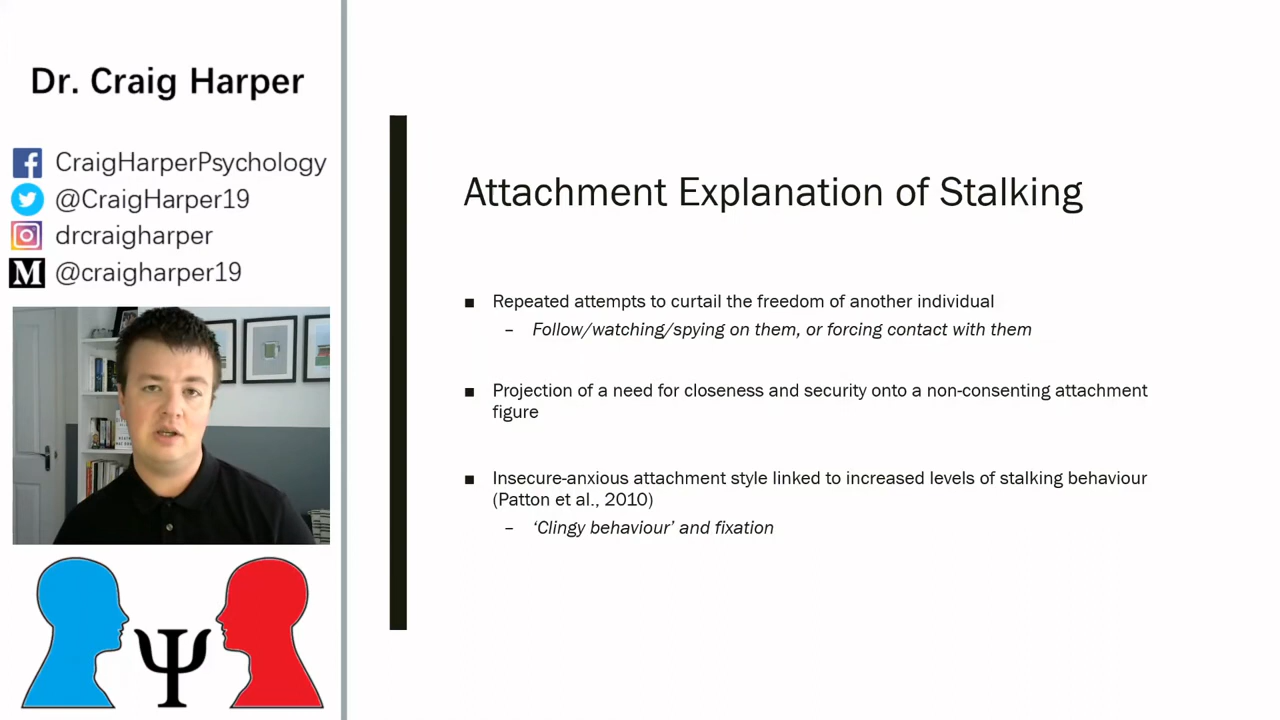 Dr. Craig Harper
CraigHarperPsychology
@CraigHarper19
drcraigharper
M @craigharper19
Ψ
Attachment Explanation of Stalking
■ Repeated attempts to curtail the freedom of another individual
– Follow/watching/spying on them, or forcing contact with them
■ Projection of a need for closeness and security onto a non-consenting attachment
figure
■ Insecure-anxious attachment style linked to increased levels of stalking behaviour
(Patton et al., 2010)
– ‘Clingy behaviour’ and fixation